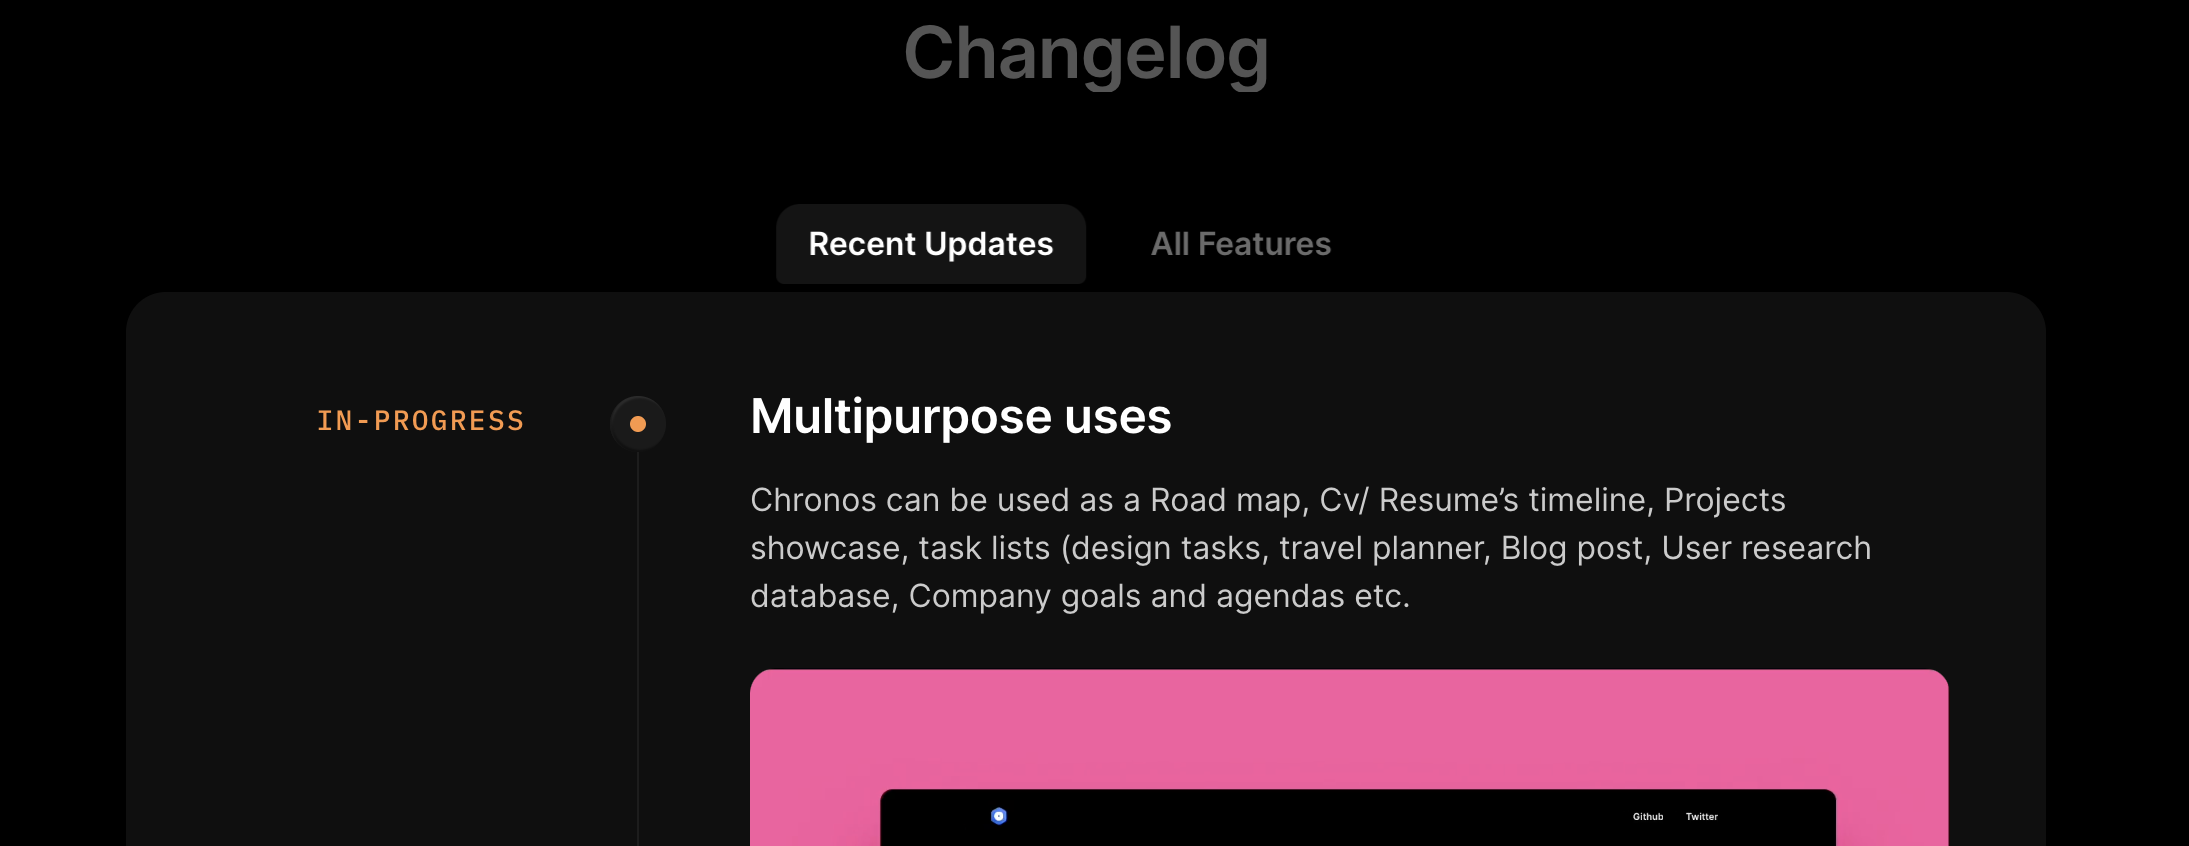 Changelog
Recent Updates
All Features
IN-PROGRESS
Multipurpose uses
Chronos can be used as a Road map, Cv/ Resume’s timeline, Projects
showcase, task lists (design tasks, travel planner, Blog post, User research
database, Company goals and agendas etc.
Github
Twitter